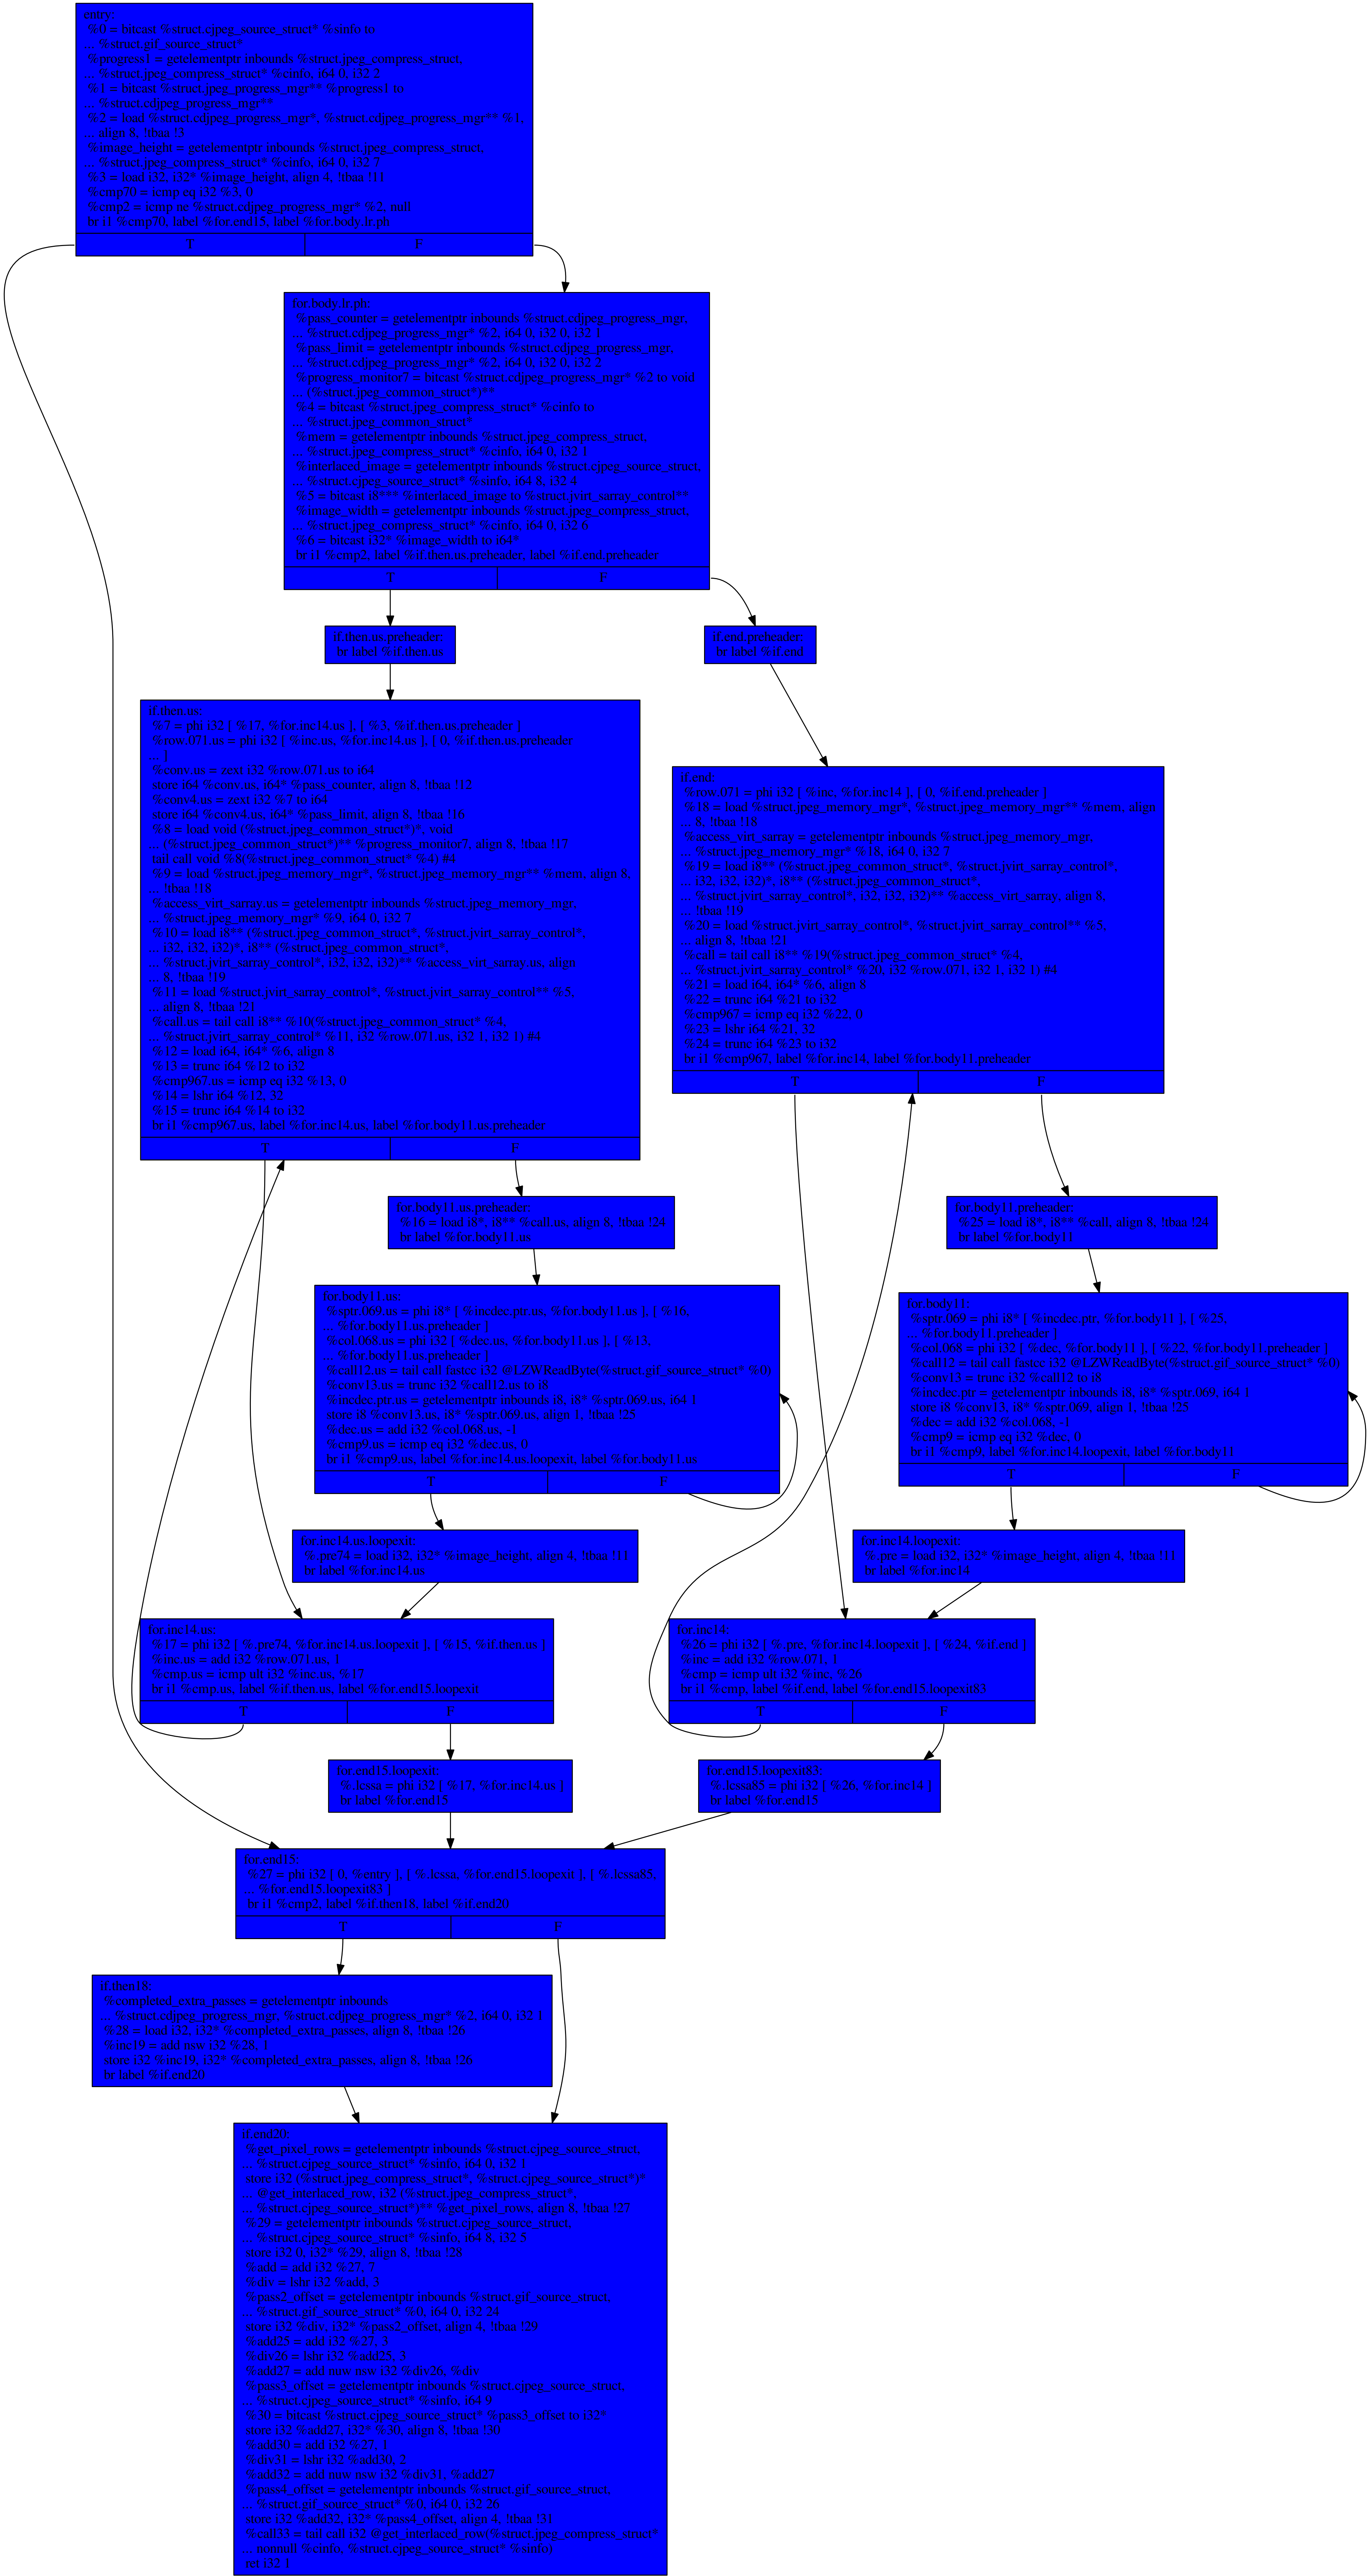 entry:
%0 = bitcast %struct.cjpeg_source_struct* %sinfo to
... %struct.gif_source_struct*
%progress1 = getelementptr inbounds %struct.jpeg_compress_struct,
... %struct.jpeg_compress_struct* %cinfo, i64 0, i32 2
%1 = bitcast %struct.jpeg_progress_mgr** %progress1 to
... %struct.cdjpeg_progress_mgr**
%2 = load %struct.cdjpeg_progress_mgr*, %struct.cdjpeg_progress_mgr** %1,
... align 8, !tbaa !3
%image_height = getelementptr inbounds %struct.jpeg_compress_struct,
... %struct.jpeg_compress_struct* %cinfo, i64 0, i32 7
%3 = load i32, i32* %image_height, align 4, !tbaa !11
%cmp70 = icmp eq i32 %3, 0
%cmp2 = icmp ne %struct.cdjpeg_progress_mgr* %2, null
br i1 %cmp70, label %for.end15, label %for.body.lr.ph
T F
for.body.lr.ph:
%pass_counter = getelementptr inbounds %struct.cdjpeg_progress_mgr,
... %struct.cdjpeg_progress_mgr* %2, i64 0, i32 0, i32 1
%pass_limit = getelementptr inbounds %struct.cdjpeg_progress_mgr,
... %struct.cdjpeg_progress_mgr* %2, i64 0, i32 0, i32 2
%progress_monitor7 = bitcast %struct.cdjpeg_progress_mgr* %2 to void
... (%struct.jpeg_common_struct*)**
%4 = bitcast %struct.jpeg_compress_struct* %cinfo to
... %struct.jpeg_common_struct*
%mem = getelementptr inbounds %struct.jpeg_compress_struct,
... %struct.jpeg_compress_struct* %cinfo, i64 0, i32 1
%interlaced_image = getelementptr inbounds %struct.cjpeg_source_struct,
... %struct.cjpeg_source_struct* %sinfo, i64 8, i32 4
%5 = bitcast i8*** %interlaced_image to %struct.jvirt_sarray_control**
%image_width = getelementptr inbounds %struct.jpeg_compress_struct,
... %struct.jpeg_compress_struct* %cinfo, i64 0, i32 6
%6 = bitcast i32* %image_width to i64*
br i1 %cmp2, label %if.then.us.preheader, label %if.end.preheader
T F
if.then.us.preheader:
br label %if.then.us
if.end.preheader:
br label %if.end
if.then.us:
%7 = phi i32 [ %17, %for.inc14.us ], [ %3, %if.then.us.preheader ]
%row.071.us = phi i32 [ %inc.us, %for.inc14.us ], [ 0, %if.then.us.preheader
... ]
%conv.us = zext i32 %row.071.us to i64
store i64 %conv.us, i64* %pass_counter, align 8, !tbaa !12
%conv4.us = zext i32 %7 to i64
store i64 %conv4.us, i64* %pass_limit, align 8, !tbaa !16
%8 = load void (%struct.jpeg_common_struct*)*, void
... (%struct.jpeg_common_struct*)** %progress_monitor7, align 8, !tbaa !17
tail call void %8(%struct.jpeg_common_struct* %4) #4
%9 = load %struct.jpeg_memory_mgr*, %struct.jpeg_memory_mgr** %mem, align 8,
... !tbaa !18
%access_virt_sarray.us = getelementptr inbounds %struct.jpeg_memory_mgr,
... %struct.jpeg_memory_mgr* %9, i64 0, i32 7
%10 = load i8** (%struct.jpeg_common_struct*, %struct.jvirt_sarray_control*,
... i32, i32, i32)*, i8** (%struct.jpeg_common_struct*,
... %struct.jvirt_sarray_control*, i32, i32, i32)** %access_virt_sarray.us, align
... 8, !tbaa !19
%11 = load %struct.jvirt_sarray_control*, %struct.jvirt_sarray_control** %5,
... align 8, !tbaa !21
%call.us = tail call i8** %10(%struct.jpeg_common_struct* %4,
... %struct.jvirt_sarray_control* %11, i32 %row.071.us, i32 1, i32 1) #4
%12 = load i64, i64* %6, align 8
%13 = trunc i64 %12 to i32
%cmp967.us = icmp eq i32 %13, 0
%14 = lshr i64 %12, 32
%15 = trunc i64 %14 to i32
br i1 %cmp967.us, label %for.inc14.us, label %for.body11.us.preheader
T F
if.end:
%row.071 = phi i32 [ %inc, %for.inc14 ], [ 0, %if.end.preheader ]
%18 = load %struct.jpeg_memory_mgr*, %struct.jpeg_memory_mgr** %mem, align
... 8, !tbaa !18
%access_virt_sarray = getelementptr inbounds %struct.jpeg_memory_mgr,
... %struct.jpeg_memory_mgr* %18, i64 0, i32 7
%19 = load i8** (%struct.jpeg_common_struct*, %struct.jvirt_sarray_control*,
... i32, i32, i32)*, i8** (%struct.jpeg_common_struct*,
... %struct.jvirt_sarray_control*, i32, i32, i32)** %access_virt_sarray, align 8,
... !tbaa !19
%20 = load %struct.jvirt_sarray_control*, %struct.jvirt_sarray_control** %5,
... align 8, !tbaa !21
%call = tail call i8** %19(%struct.jpeg_common_struct* %4,
... %struct.jvirt_sarray_control* %20, i32 %row.071, i32 1, i32 1) #4
%21 = load i64, i64* %6, align 8
%22 = trunc i64 %21 to i32
%cmp967 = icmp eq i32 %22, 0
%23 = lshr i64 %21, 32
%24 = trunc i64 %23 to i32
br i1 %cmp967, label %for.inc14, label %for.body11.preheader
T F
for.body11.us.preheader:
%16 = load i8*, i8** %call.us, align 8, !tbaa !24
br label %for.body11.us
for.body11.preheader:
%25 = load i8*, i8** %call, align 8, !tbaa !24
br label %for.body11
for.body11.us:
%sptr.069.us = phi i8* [ %incdec.ptr.us, %for.body11.us ], [ %16,
... %for.body11.us.preheader ]
%col.068.us = phi i32 [ %dec.us, %for.body11.us ], [ %13,
... %for.body11.us.preheader ]
%call12.us = tail call fastcc i32 @LZWReadByte(%struct.gif_source_struct* %0)
%conv13.us = trunc i32 %call12.us to i8
%incdec.ptr.us = getelementptr inbounds i8, i8* %sptr.069.us, i64 1
store i8 %conv13.us, i8* %sptr.069.us, align 1, !tbaa !25
%dec.us = add i32 %col.068.us, -1
%cmp9.us = icmp eq i32 %dec.us, 0
br i1 %cmp9.us, label %for.inc14.us.loopexit, label %for.body11.us
T F
for.body11:
%sptr.069 = phi i8* [ %incdec.ptr, %for.body11 ], [ %25,
... %for.body11.preheader ]
%col.068 = phi i32 [ %dec, %for.body11 ], [ %22, %for.body11.preheader ]
%call12 = tail call fastcc i32 @LZWReadByte(%struct.gif_source_struct* %0)
%conv13 = trunc i32 %call12 to i8
%incdec.ptr = getelementptr inbounds i8, i8* %sptr.069, i64 1
store i8 %conv13, i8* %sptr.069, align 1, !tbaa !25
%dec = add i32 %col.068, -1
%cmp9 = icmp eq i32 %dec, 0
br i1 %cmp9, label %for.inc14.loopexit, label %for.body11
T F
for.inc14.us.loopexit:
%.pre74 = load i32, i32* %image_height, align 4, !tbaa !11
br label %for.inc14.us
for.inc14.loopexit:
%.pre = load i32, i32* %image_height, align 4, !tbaa !11
br label %for.inc14
for.inc14.us:
%17 = phi i32 [ %.pre74, %for.inc14.us.loopexit ], [ %15, %if.then.us ]
%inc.us = add i32 %row.071.us, 1
%cmp.us = icmp ult i32 %inc.us, %17
br i1 %cmp.us, label %if.then.us, label %for.end15.loopexit
T F
for.inc14:
%26 = phi i32 [ %.pre, %for.inc14.loopexit ], [ %24, %if.end ]
%inc = add i32 %row.071, 1
%cmp = icmp ult i32 %inc, %26
br i1 %cmp, label %if.end, label %for.end15.loopexit83
T F
for.end15.loopexit:
%.lcssa = phi i32 [ %17, %for.inc14.us ]
br label %for.end15
for.end15.loopexit83:
%.lcssa85 = phi i32 [ %26, %for.inc14 ]
br label %for.end15
for.end15:
%27 = phi i32 [ 0, %entry ], [ %.lcssa, %for.end15.loopexit ], [ %.lcssa85,
... %for.end15.loopexit83 ]
br i1 %cmp2, label %if.then18, label %if.end20
T F
if.then18:
%completed_extra_passes = getelementptr inbounds
... %struct.cdjpeg_progress_mgr, %struct.cdjpeg_progress_mgr* %2, i64 0, i32 1
%28 = load i32, i32* %completed_extra_passes, align 8, !tbaa !26
%inc19 = add nsw i32 %28, 1
store i32 %inc19, i32* %completed_extra_passes, align 8, !tbaa !26
br label %if.end20
if.end20:
%get_pixel_rows = getelementptr inbounds %struct.cjpeg_source_struct,
... %struct.cjpeg_source_struct* %sinfo, i64 0, i32 1
store i32 (%struct.jpeg_compress_struct*, %struct.cjpeg_source_struct*)*
... @get_interlaced_row, i32 (%struct.jpeg_compress_struct*,
... %struct.cjpeg_source_struct*)** %get_pixel_rows, align 8, !tbaa !27
%29 = getelementptr inbounds %struct.cjpeg_source_struct,
... %struct.cjpeg_source_struct* %sinfo, i64 8, i32 5
store i32 0, i32* %29, align 8, !tbaa !28
%add = add i32 %27, 7
%div = lshr i32 %add, 3
%pass2_offset = getelementptr inbounds %struct.gif_source_struct,
... %struct.gif_source_struct* %0, i64 0, i32 24
store i32 %div, i32* %pass2_offset, align 4, !tbaa !29
%add25 = add i32 %27, 3
%div26 = lshr i32 %add25, 3
%add27 = add nuw nsw i32 %div26, %div
%pass3_offset = getelementptr inbounds %struct.cjpeg_source_struct,
... %struct.cjpeg_source_struct* %sinfo, i64 9
%30 = bitcast %struct.cjpeg_source_struct* %pass3_offset to i32*
store i32 %add27, i32* %30, align 8, !tbaa !30
%add30 = add i32 %27, 1
%div31 = lshr i32 %add30, 2
%add32 = add nuw nsw i32 %div31, %add27
%pass4_offset = getelementptr inbounds %struct.gif_source_struct,
... %struct.gif_source_struct* %0, i64 0, i32 26
store i32 %add32, i32* %pass4_offset, align 4, !tbaa !31
%call33 = tail call i32 @get_interlaced_row(%struct.jpeg_compress_struct*
... nonnull %cinfo, %struct.cjpeg_source_struct* %sinfo)
ret i32 1